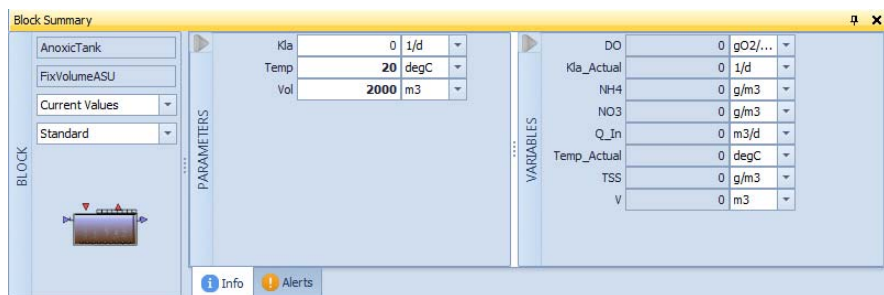 Block Summary
BLOCK
AnoxicTank
FixVolumeASU
Current Values
Standard
PARAMETERS
Kla 0 1/d
Temp 20 degC
Vol 2000 m3
VARIABLES
DO 0 gO2/...
Kla_Actual 0 1/d
NH4 0 g/m3
NO3 0 g/m3
Q_In 0 m3/d
Temp_Actual 0 degC
TSS 0 g/m3
V 0 m3
Info Alerts